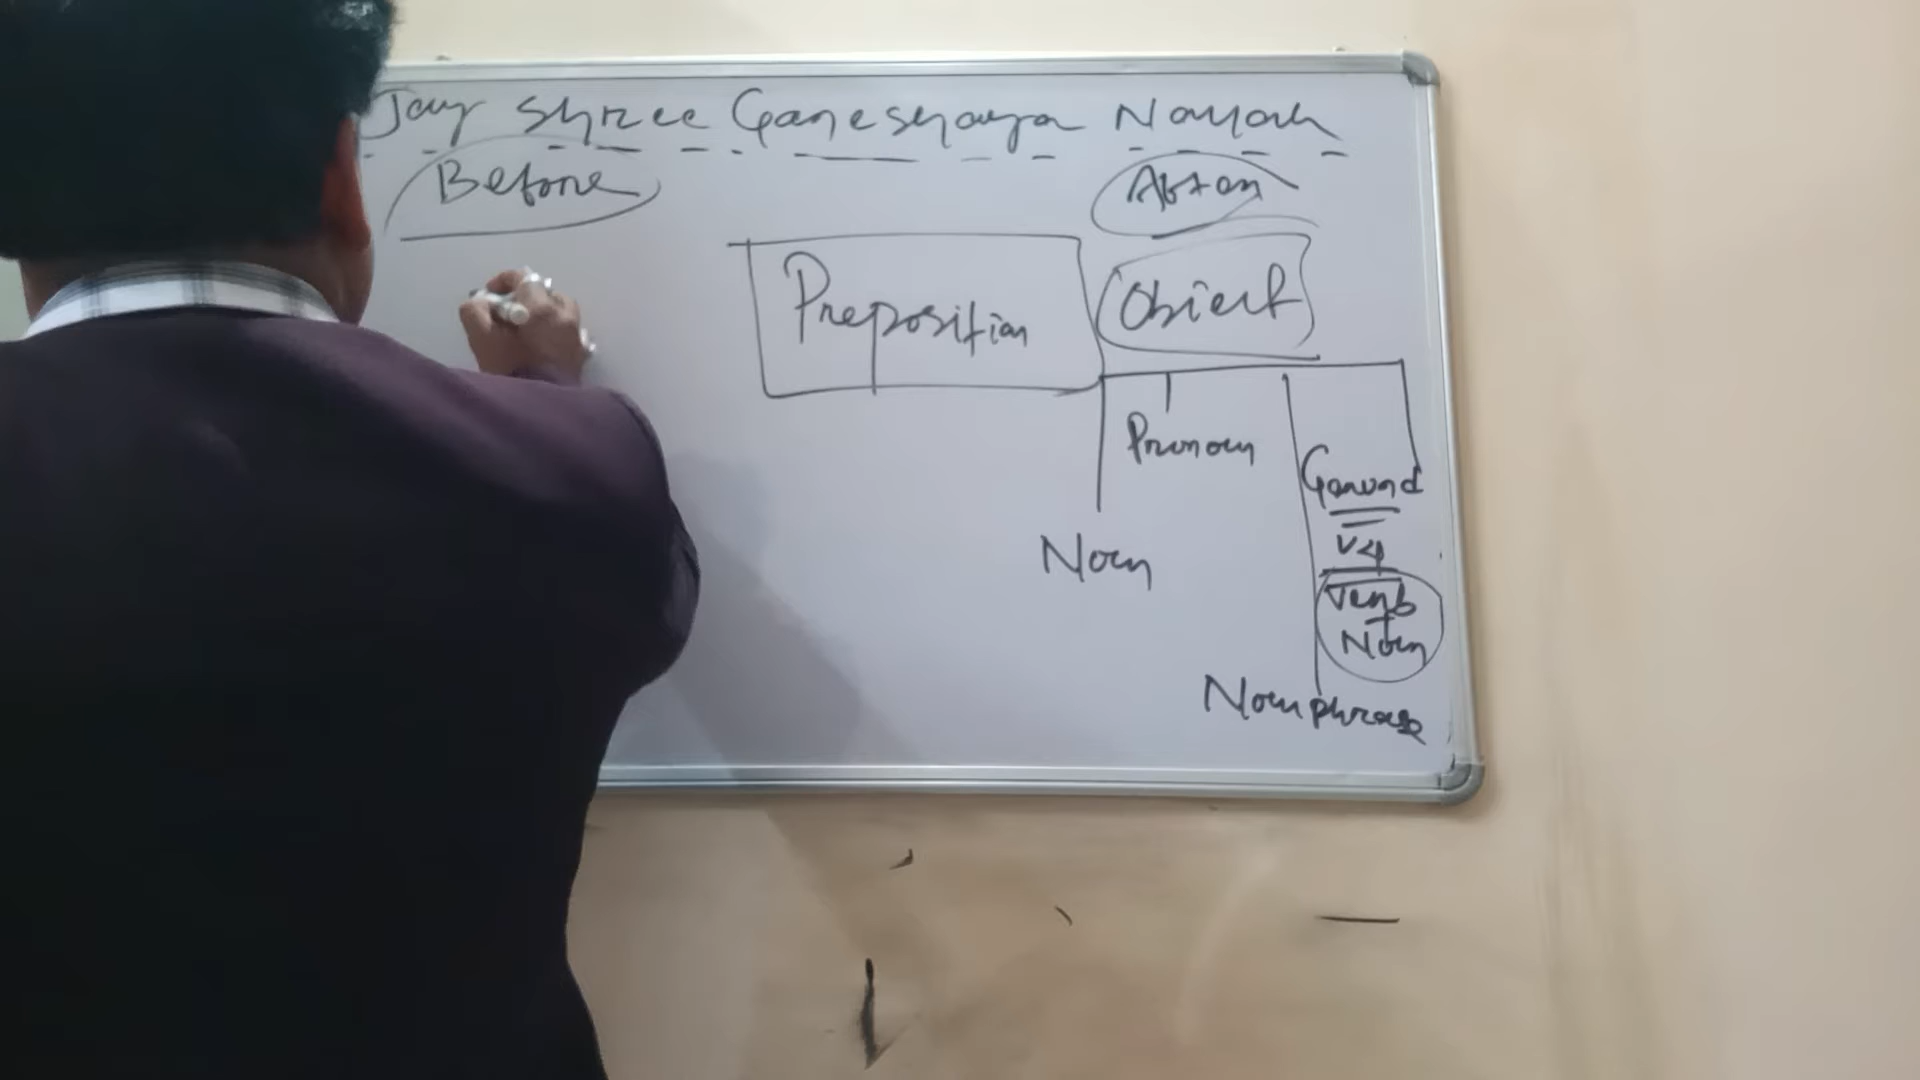 Jay Shree Ganeshaya Namah
Before After
Preposition Object
Pronoun
Gerund
Noun V4
Verb
Noun
Noun phrase